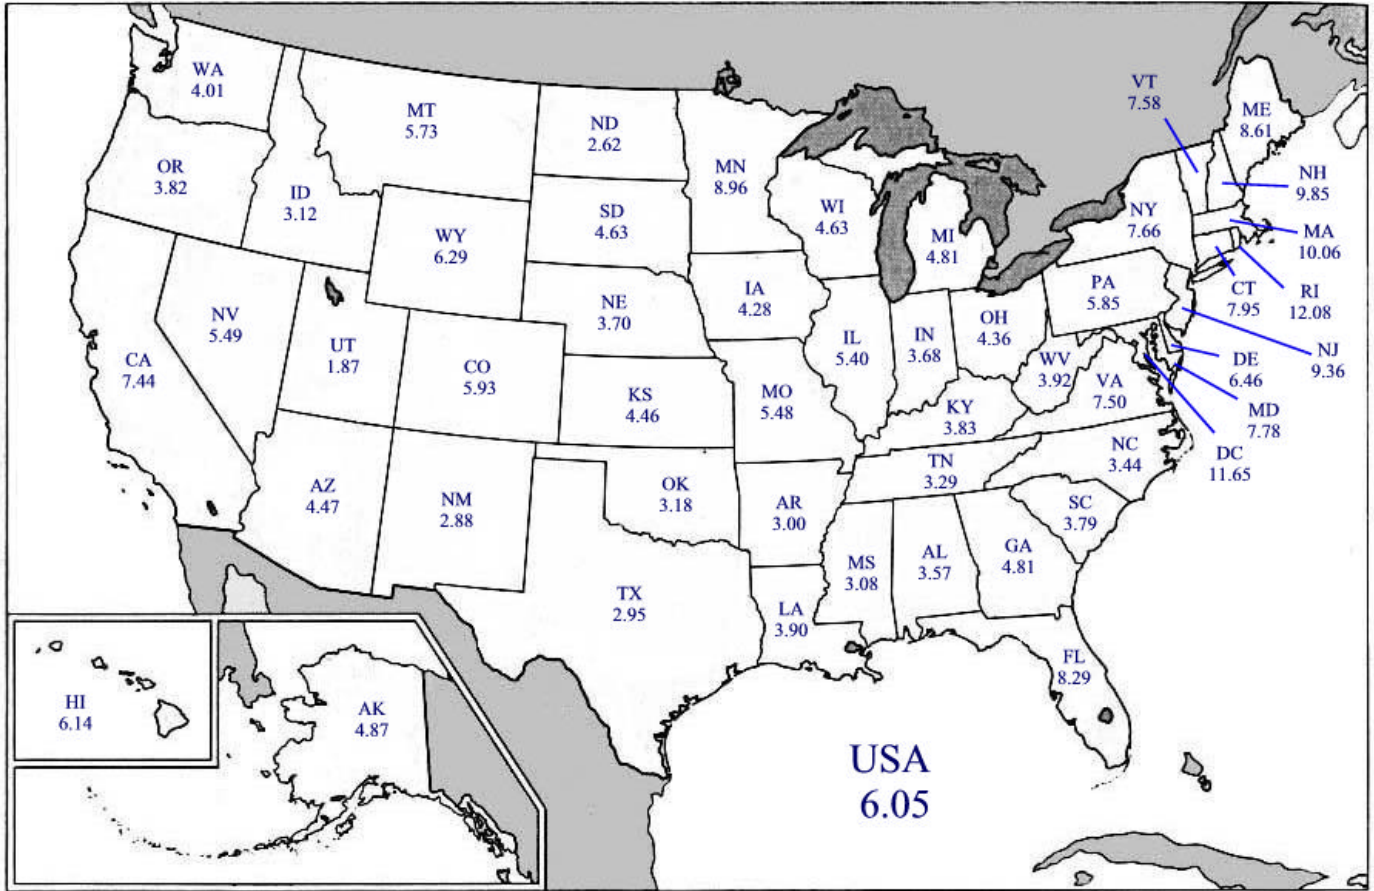 WA
4.01
MT
5.73
ND
2.62
MN
8.96
VT
7.58
ME
8.61
OR
3.82
ID
3.12
WY
6.29
SD
4.63
WI
4.63
MI
4.81
NY
7.66
NH
9.85
MA
10.06
RI
12.08
CT
7.95
NJ
9.36
PA
5.85
DE
6.46
MD
7.78
DC
11.65
CA
7.44
NV
5.49
UT
1.87
CO
5.93
NE
3.70
IA
4.28
IL
5.40
IN
3.68
OH
4.36
WV
3.92
VA
7.50
KS
4.46
MO
5.48
KY
3.83
TN
3.29
NC
3.44
AZ
4.47
NM
2.88
OK
3.18
AR
3.00
SC
3.79
TX
2.95
LA
3.90
MS
3.08
AL
3.57
GA
4.81
FL
8.29
HI
6.14
AK
4.87
USA
6.05